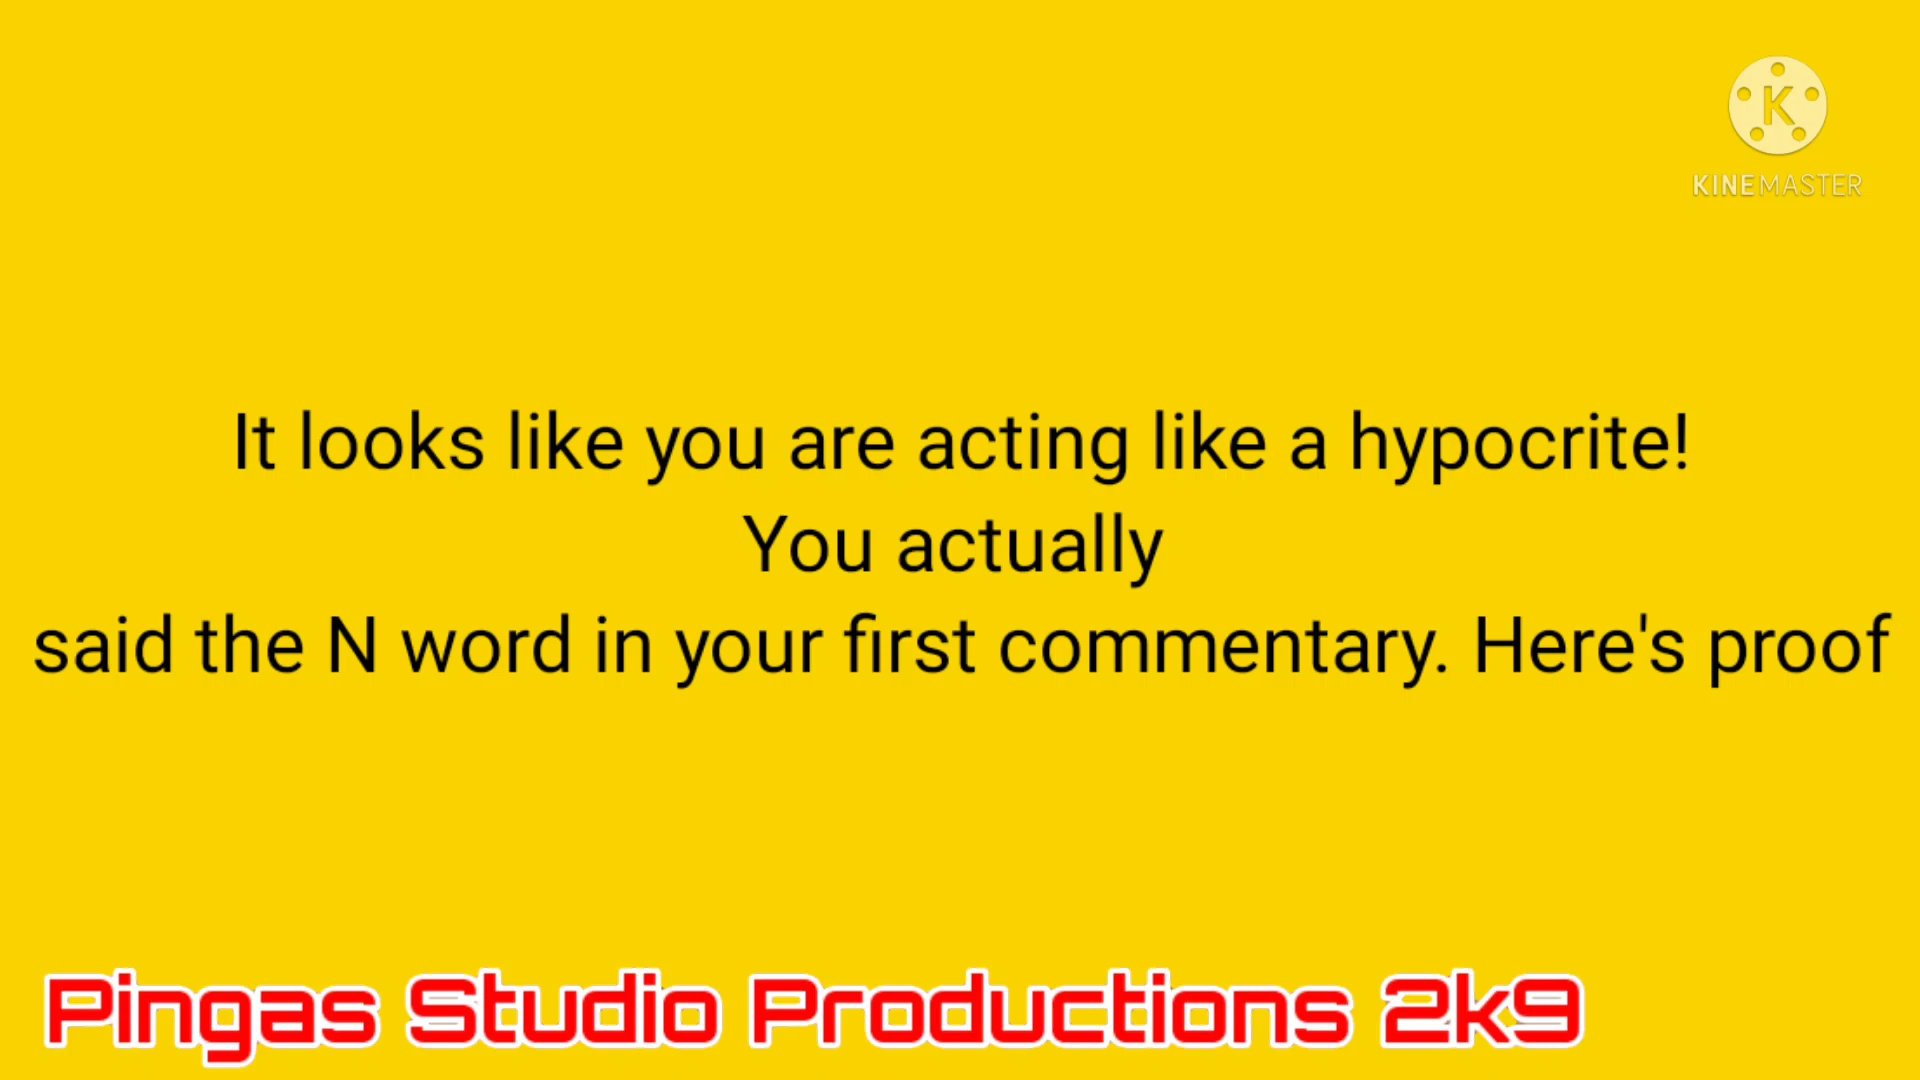 K
KINEMASTER
It looks like you are acting like a hypocrite!
You actually
said the N word in your first commentary. Here's proof
Pingas Studio Productions 2k9